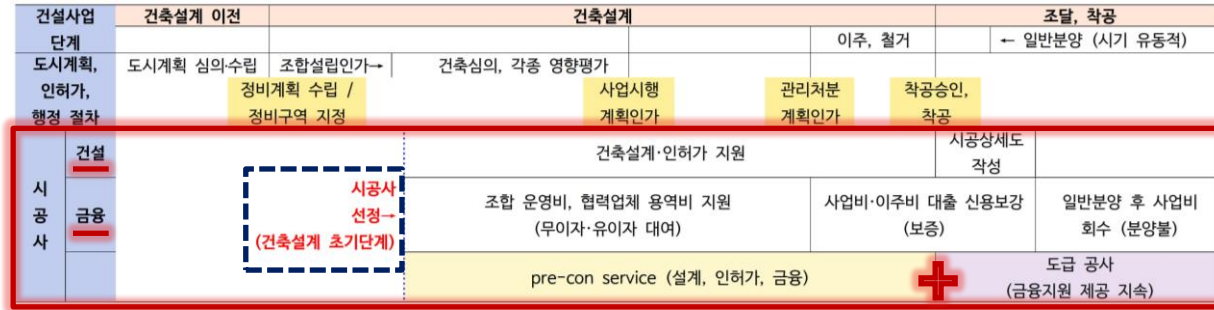 건설사업 건축설계 이전 건축설계 조달, 착공
단계 이주, 철거 ← 일반분양 (시기 유동적)
도시계획, 도시계획 심의·수립 조합설립인가→ 건축심의, 각종 영향평가
인허가, 정비계획 수립 / 사업시행 관리처분 착공승인,
행정 절차 정비구역 지정 계획인가 계획인가 착공
건설 건축설계·인허가 지원 시공상세도
작성
시 시공사 조합 운영비, 협력업체 용역비 지원 사업비·이주비 대출 신용보강 일반분양 후 사업비
공 금융 선정→ (무이자·유이자 대여) (보증) 회수 (분양불)
사 (건축설계 초기단계)
pre-con service (설계, 인허가, 금융) 도급 공사
(금융지원 제공 지속)